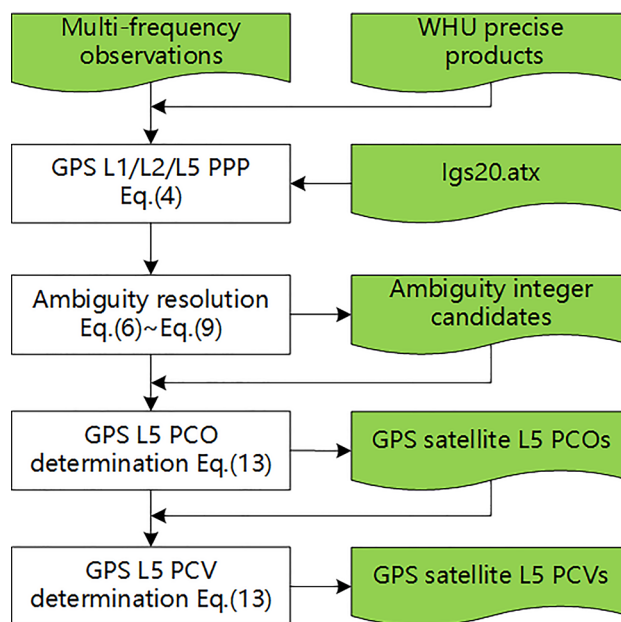 Multi-frequency
observations
WHU precise
products
GPS L1/L2/L5 PPP
Eq.(4)
Igs20.atx
Ambiguity resolution
Eq.(6)~Eq.(9)
Ambiguity integer
candidates
GPS L5 PCO
determination Eq.(13)
GPS satellite L5 PCOs
GPS L5 PCV
determination Eq.(13)
GPS satellite L5 PCVs